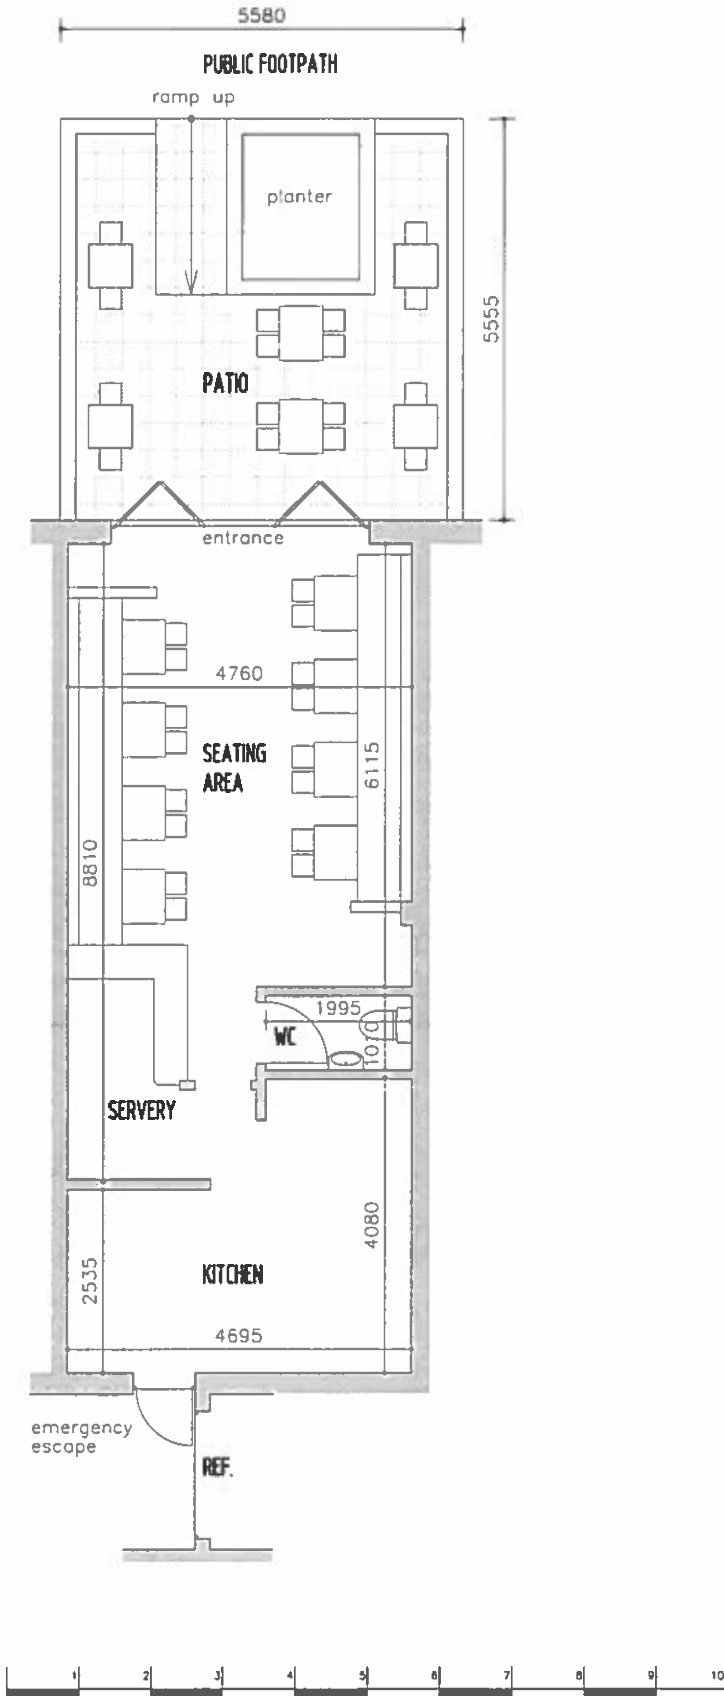 5580
PUBLIC FOOTPATH
ramp up
planter
5555
PATIO
entrance
4760
SEATING
AREA
6115
8810
1995
WC
1010
SERVERY
4080
2535
KITCHEN
4695
emergency
escape
REF.
1 2 3 4 5 6 7 8 9 10